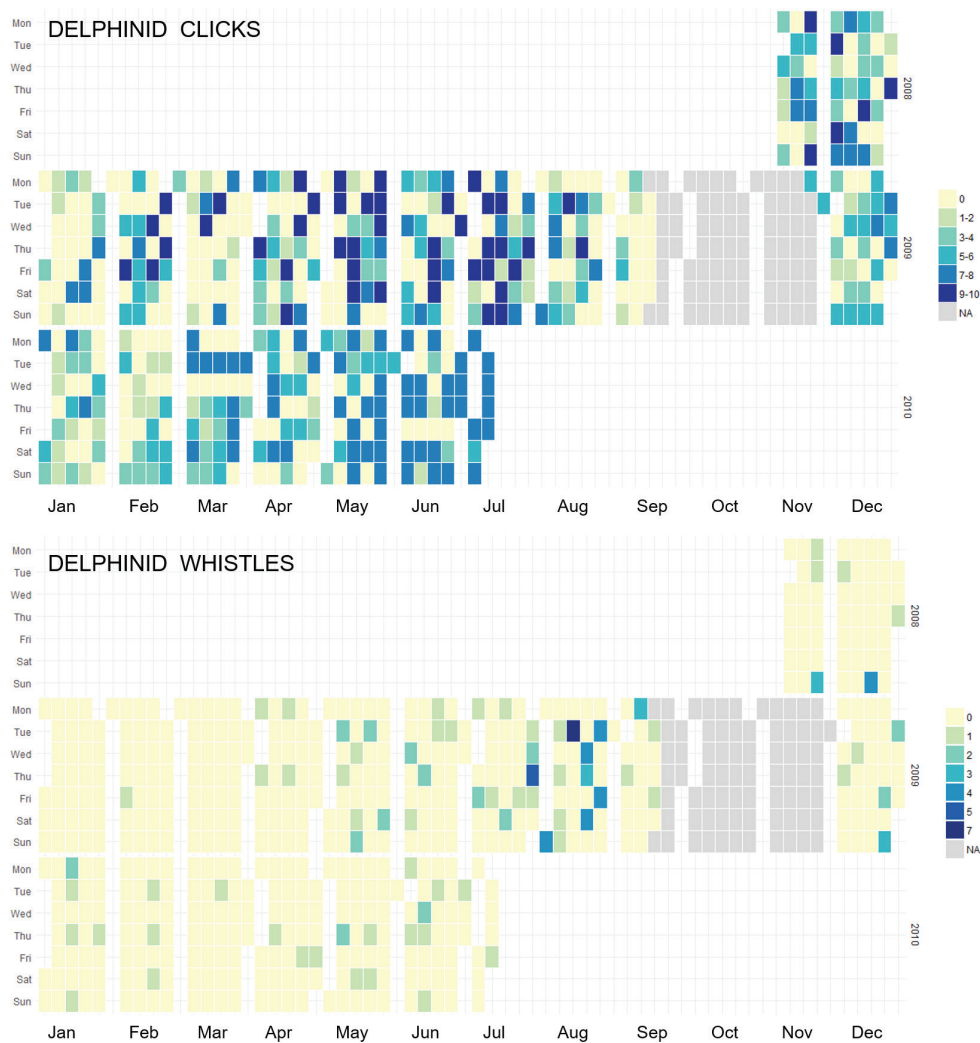 DELPHINID CLICKS
Mon
Tue
Wed
Thu
Fri
Sat
Sun
2008
Mon
Tue
Wed
Thu
Fri
Sat
Sun
2009
Mon
Tue
Wed
Thu
Fri
Sat
Sun
2010
0
1-2
3-4
5-6
7-8
9-10
NA
Jan Feb Mar Apr May Jun Jul Aug Sep Oct Nov Dec
DELPHINID WHISTLES
Mon
Tue
Wed
Thu
Fri
Sat
Sun
2008
Mon
Tue
Wed
Thu
Fri
Sat
Sun
2009
Mon
Tue
Wed
Thu
Fri
Sat
Sun
2010
0
1
2
3
4
5
7
NA
Jan Feb Mar Apr May Jun Jul Aug Sep Oct Nov Dec